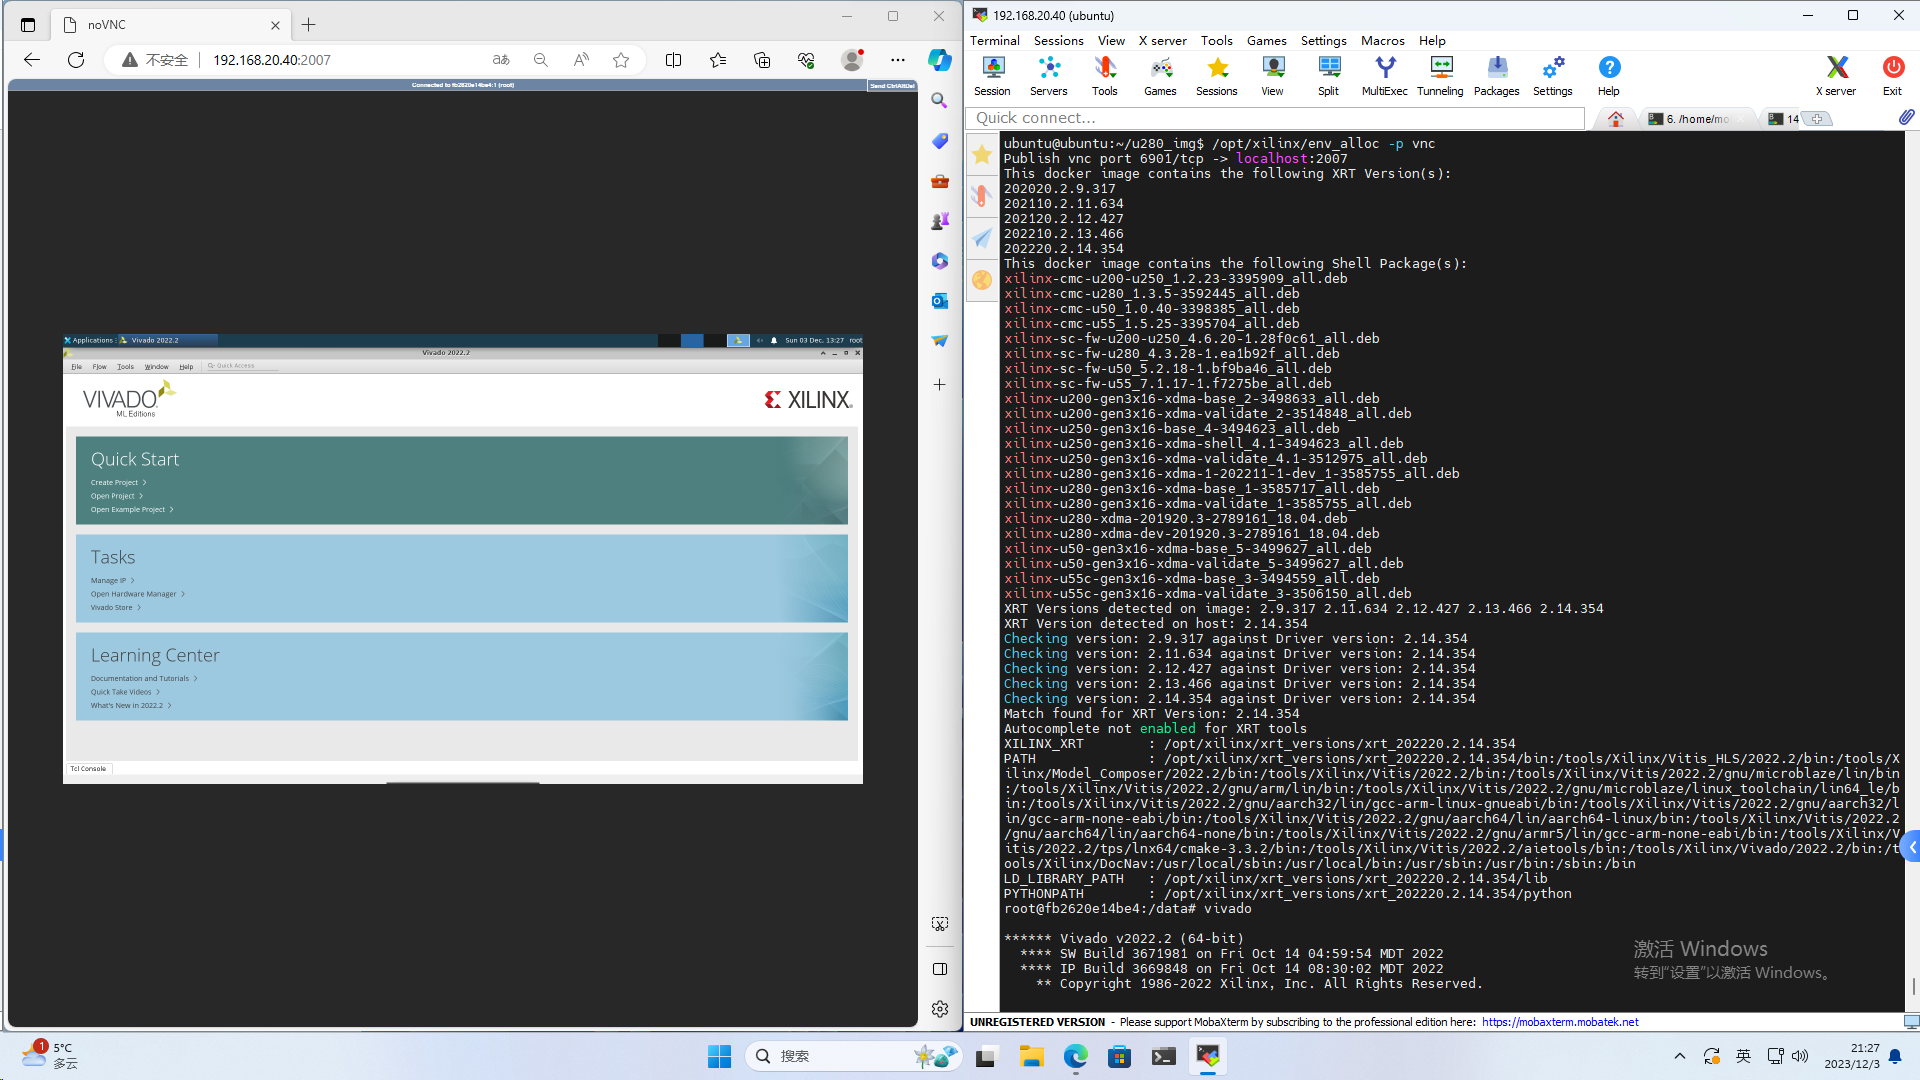 noVNC
不安全
192.168.20.40:2007
Connected to fb2620e14be4:1 (root)
Send CtrlAltDel
Applications
Vivado 2022.2
Sun 03 Dec, 13:27
root
Vivado 2022.2
File
Flow
Tools
Window
Help
Quick Access
VIVADO
ML Editions
XILINX
Quick Start
Create Project
Open Project
Open Example Project
Tasks
Manage IP
Open Hardware Manager
Vivado Store
Learning Center
Documentation and Tutorials
Quick Take Videos
What's New in 2022.2
Tcl Console
192.168.20.40 (ubuntu)
Terminal Sessions View X server Tools Games Settings Macros Help
Session Servers Tools Games Sessions View Split MultiExec Tunneling Packages Settings Help X server Exit
Quick connect...
6. /home/mo
14
ubuntu@ubuntu:~/u280_img$ /opt/xilinx/env_alloc -p vnc
Publish vnc port 6901/tcp -> localhost:2007
This docker image contains the following XRT Version(s):
202020.2.9.317
202110.2.11.634
202120.2.12.427
202210.2.13.466
202220.2.14.354
This docker image contains the following Shell Package(s):
xilinx-cmc-u200-u250_1.2.23-3395909_all.deb
xilinx-cmc-u280_1.3.5-3592445_all.deb
xilinx-cmc-u50_1.0.40-3398385_all.deb
xilinx-cmc-u55_1.5.25-3395704_all.deb
xilinx-sc-fw-u200-u250_4.6.20-1.28f0c61_all.deb
xilinx-sc-fw-u280_4.3.28-1.ea1b92f_all.deb
xilinx-sc-fw-u50_5.2.18-1.bf9ba46_all.deb
xilinx-sc-fw-u55_7.1.17-1.f7275be_all.deb
xilinx-u200-gen3x16-xdma-base_2-3498633_all.deb
xilinx-u200-gen3x16-xdma-validate_2-3514848_all.deb
xilinx-u250-gen3x16-base_4-3494623_all.deb
xilinx-u250-gen3x16-xdma-shell_4.1-3494623_all.deb
xilinx-u250-gen3x16-xdma-validate_4.1-3512975_all.deb
xilinx-u280-gen3x16-xdma-1-202211-1-dev_1-3585755_all.deb
xilinx-u280-gen3x16-xdma-base_1-3585717_all.deb
xilinx-u280-gen3x16-xdma-validate_1-3585755_all.deb
xilinx-u280-xdma-201920.3-2789161_18.04.deb
xilinx-u280-xdma-dev-201920.3-2789161_18.04.deb
xilinx-u50-gen3x16-xdma-base_5-3499627_all.deb
xilinx-u50-gen3x16-xdma-validate_5-3499627_all.deb
xilinx-u55c-gen3x16-xdma-base_3-3494559_all.deb
xilinx-u55c-gen3x16-xdma-validate_3-3506150_all.deb
XRT Versions detected on image: 2.9.317 2.11.634 2.12.427 2.13.466 2.14.354
XRT Version detected on host: 2.14.354
Checking version: 2.9.317 against Driver version: 2.14.354
Checking version: 2.11.634 against Driver version: 2.14.354
Checking version: 2.12.427 against Driver version: 2.14.354
Checking version: 2.13.466 against Driver version: 2.14.354
Checking version: 2.14.354 against Driver version: 2.14.354
Match found for XRT Version: 2.14.354
Autocomplete not enabled for XRT tools
XILINX_XRT : /opt/xilinx/xrt_versions/xrt_202220.2.14.354
PATH : /opt/xilinx/xrt_versions/xrt_202220.2.14.354/bin:/tools/Xilinx/Vitis_HLS/2022.2/bin:/tools/X
ilinx/Model_Composer/2022.2/bin:/tools/Xilinx/Vitis/2022.2/bin:/tools/Xilinx/Vitis/2022.2/gnu/microblaze/lin/bin
:/tools/Xilinx/Vitis/2022.2/gnu/arm/lin/bin:/tools/Xilinx/Vitis/2022.2/gnu/microblaze/linux_toolchain/lin64_le/b
in:/tools/Xilinx/Vitis/2022.2/gnu/aarch32/lin/gcc-arm-linux-gnueabi/bin:/tools/Xilinx/Vitis/2022.2/gnu/aarch32/l
in/gcc-arm-none-eabi/bin:/tools/Xilinx/Vitis/2022.2/gnu/aarch64/lin/aarch64-linux/bin:/tools/Xilinx/Vitis/2022.2
/gnu/aarch64/lin/aarch64-none/bin:/tools/Xilinx/Vitis/2022.2/gnu/armr5/lin/gcc-arm-none-eabi/bin:/tools/Xilinx/V
itis/2022.2/tps/lnx64/cmake-3.3.2/bin:/tools/Xilinx/Vitis/2022.2/aietools/bin:/tools/Xilinx/Vivado/2022.2/bin:/t
ools/Xilinx/DocNav:/usr/local/sbin:/usr/local/bin:/usr/sbin:/usr/bin:/sbin:/bin
LD_LIBRARY_PATH : /opt/xilinx/xrt_versions/xrt_202220.2.14.354/lib
PYTHONPATH : /opt/xilinx/xrt_versions/xrt_202220.2.14.354/python
root@fb2620e14be4:/data# vivado
****** Vivado v2022.2 (64-bit)
**** SW Build 3671981 on Fri Oct 14 04:59:54 MDT 2022
**** IP Build 3669848 on Fri Oct 14 08:30:02 MDT 2022
** Copyright 1986-2022 Xilinx, Inc. All Rights Reserved.
激活 Windows
转到"设置"以激活 Windows。
UNREGISTERED VERSION - Please support MobaXterm by subscribing to the professional edition here: https://mobaxterm.mobatek.net
1
5°C
多云
搜索
英
21:27
2023/12/3